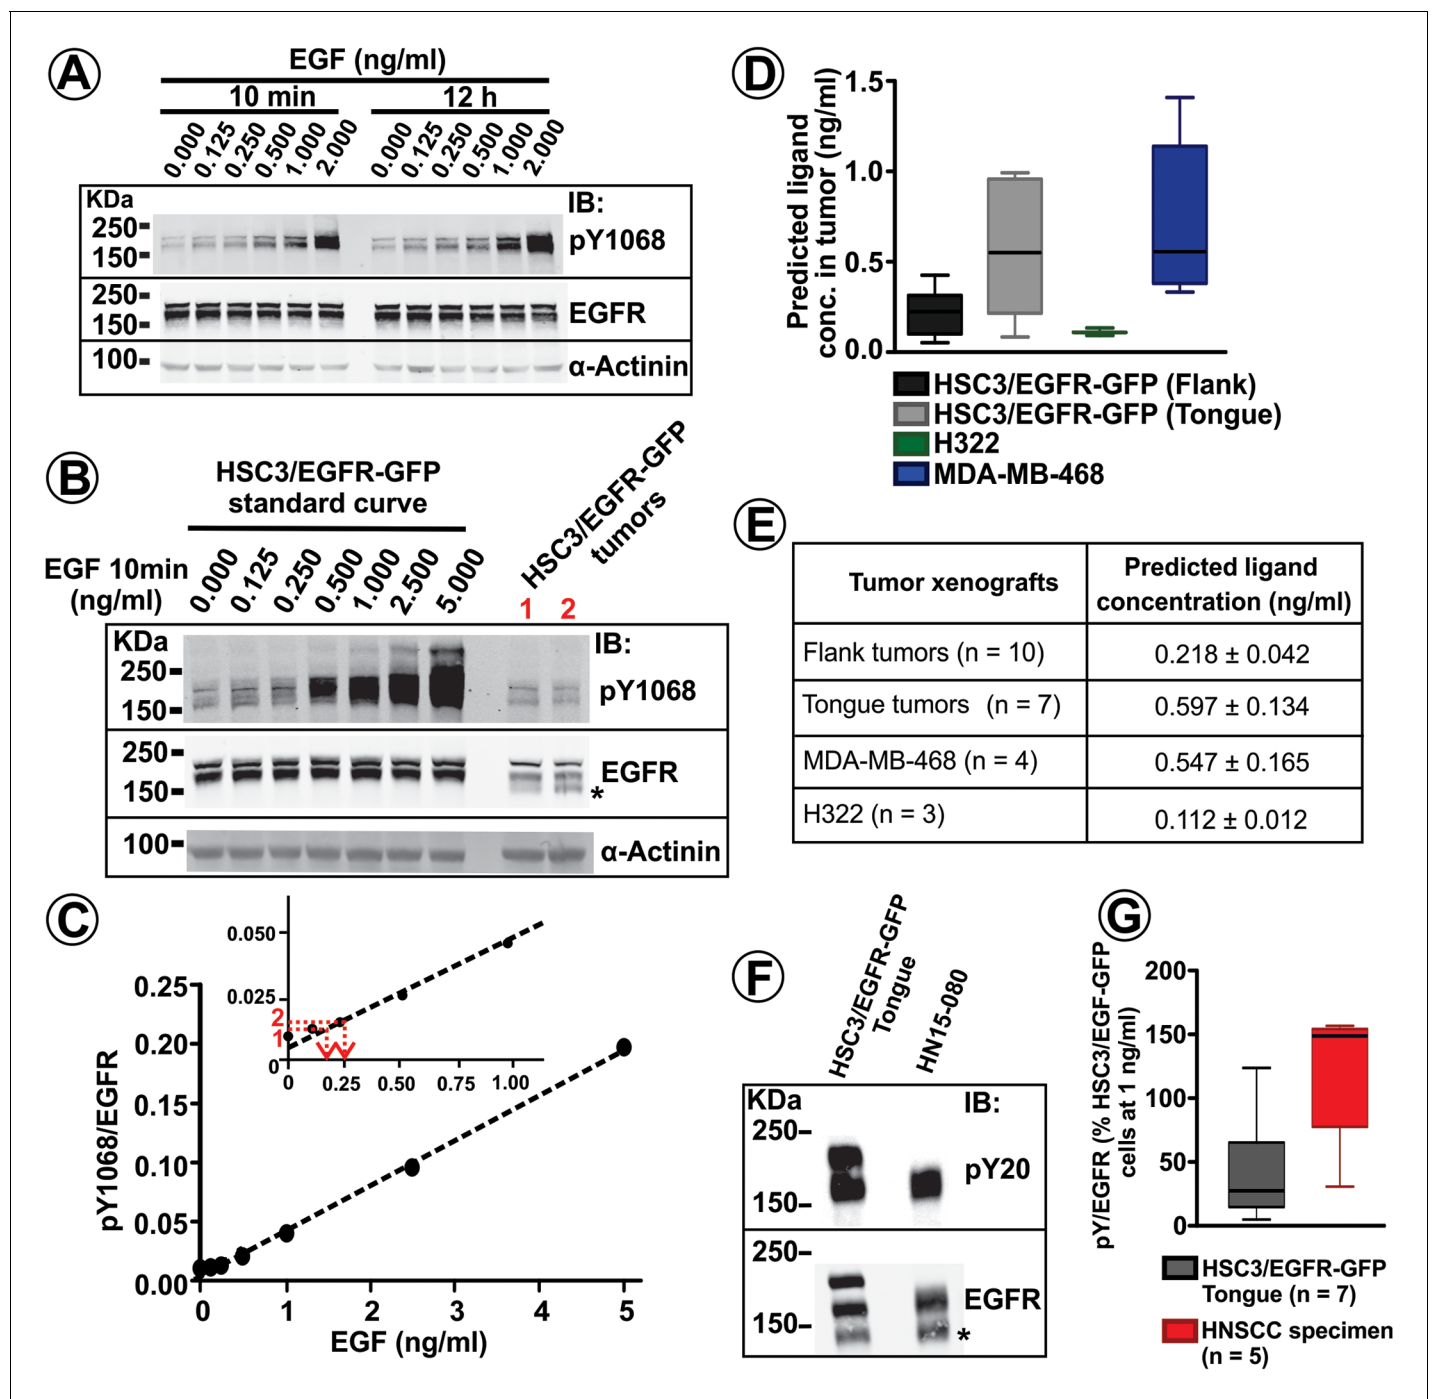 A
EGF (ng/ml)
10 min
12 h
0.000
0.125
0.250
0.500
1.000
2.000
0.000
0.125
0.250
0.500
1.000
2.000
KDa
IB:
250
150
pY1068
250
150
EGFR
100
α-Actinin
B
HSC3/EGFR-GFP
standard curve
HSC3/EGFR-GFP
tumors
EGF 10min
(ng/ml)
0.000
0.125
0.250
0.500
1.000
2.500
5.000
1
2
KDa
IB:
250
150
pY1068
250
150
EGFR
*
100
α-Actinin
C
pY1068/EGFR
0.25
0.20
0.15
0.10
0.05
0.00
0
1
2
3
4
5
EGF (ng/ml)
0.050
0.025
2
1
0
0
0.25
0.50
0.75
1.00
D
Predicted ligand
conc. in tumor (ng/ml)
1.5
1.0
0.5
0.0
HSC3/EGFR-GFP (Flank)
HSC3/EGFR-GFP (Tongue)
H322
MDA-MB-468
E
Tumor xenografts
Predicted ligand
concentration (ng/ml)
Flank tumors (n = 10)
0.218 ± 0.042
Tongue tumors (n = 7)
0.597 ± 0.134
MDA-MB-468 (n = 4)
0.547 ± 0.165
H322 (n = 3)
0.112 ± 0.012
F
HSC3/EGFR-GFP
Tongue
HN15-080
KDa
IB:
250
150
pY20
250
150
EGFR
*
G
pY/EGFR (% HSC3/EGF-GFP
cells at 1 ng/ml)
200
150
100
50
0
HSC3/EGFR-GFP
Tongue (n = 7)
HNSCC specimen
(n = 5)